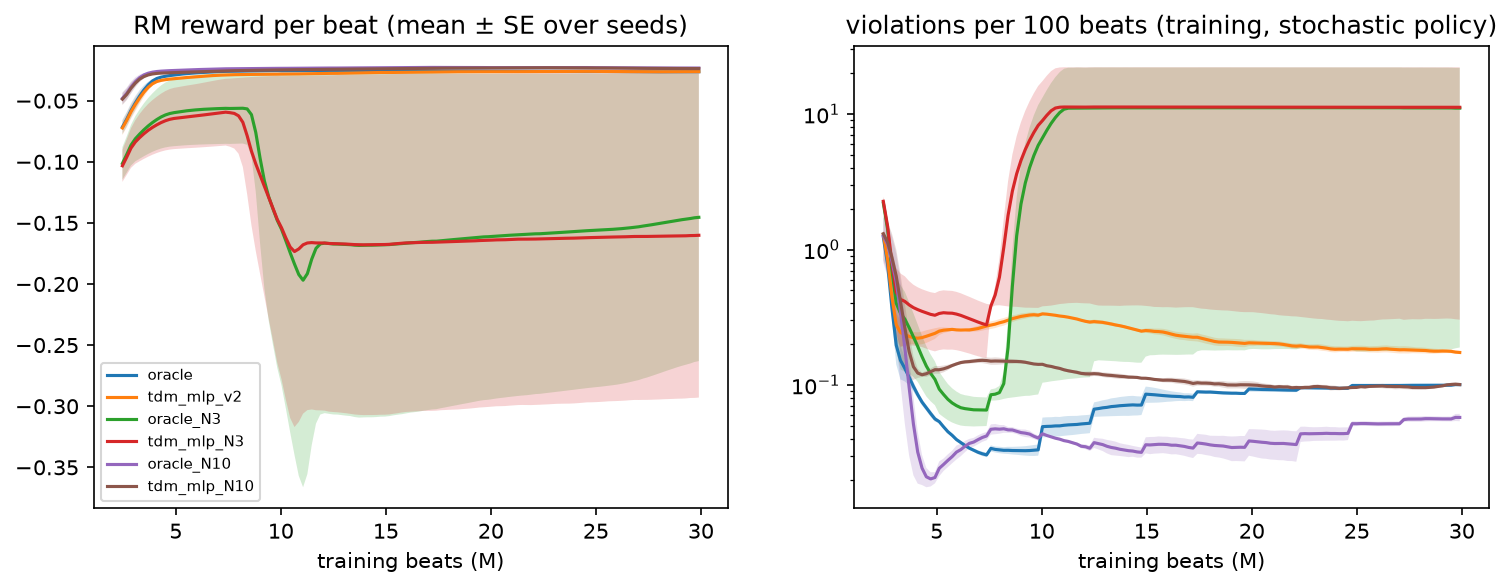 RM reward per beat (mean ± SE over seeds)
−0.05
−0.10
−0.15
−0.20
−0.25
−0.30
−0.35
oracle
tdm_mlp_v2
oracle_N3
tdm_mlp_N3
oracle_N10
tdm_mlp_N10
5 10 15 20 25 30
training beats (M)
violations per 100 beats (training, stochastic policy)
10¹
10⁰
10⁻¹
5 10 15 20 25 30
training beats (M)